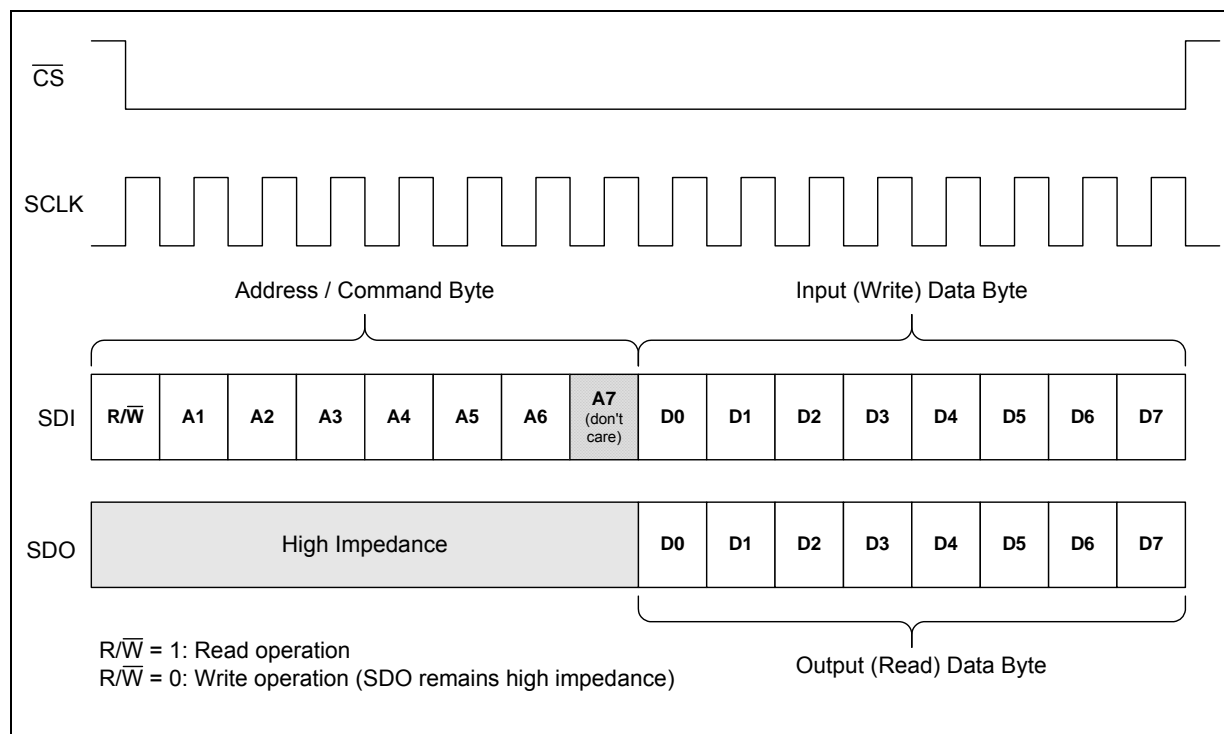 C̅S̅
SCLK
Address / Command Byte
Input (Write) Data Byte
SDI
R/W̅ A1 A2 A3 A4 A5 A6 A7 (don't care) D0 D1 D2 D3 D4 D5 D6 D7
SDO
High Impedance D0 D1 D2 D3 D4 D5 D6 D7
R/W̅ = 1: Read operation
R/W̅ = 0: Write operation (SDO remains high impedance)
Output (Read) Data Byte